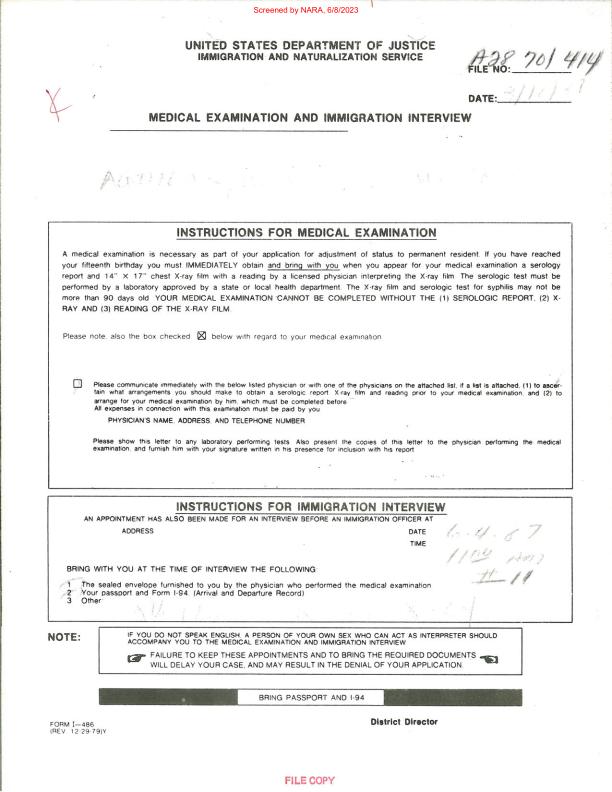 Screened by NARA, 6/8/2023
UNITED STATES DEPARTMENT OF JUSTICE
IMMIGRATION AND NATURALIZATION SERVICE
FILE NO: A28 701 414
DATE:
MEDICAL EXAMINATION AND IMMIGRATION INTERVIEW
INSTRUCTIONS FOR MEDICAL EXAMINATION
A medical examination is necessary as part of your application for adjustment of status to permanent resident. If you have reached
your fifteenth birthday you must IMMEDIATELY obtain and bring with you when you appear for your medical examination a serology
report and 14" X 17" chest X-ray film with a reading by a licensed physician interpreting the X-ray film. The serologic test must be
performed by a laboratory approved by a state or local health department. The X-ray film and serologic test for syphilis may not be
more than 90 days old. YOUR MEDICAL EXAMINATION CANNOT BE COMPLETED WITHOUT THE (1) SEROLOGIC REPORT, (2) X-
RAY AND (3) READING OF THE X-RAY FILM.
Please note, also the box checked ☒ below with regard to your medical examination
☐ Please communicate immediately with the below listed physician or with one of the physicians on the attached list, if a list is attached, (1) to ascer-
tain what arrangements you should make to obtain a serologic report, X-ray film and reading prior to your medical examination, and (2) to
arrange for your medical examination by him, which must be completed before
All expenses in connection with this examination must be paid by you
PHYSICIAN'S NAME, ADDRESS, AND TELEPHONE NUMBER
Please show this letter to any laboratory performing tests. Also present the copies of this letter to the physician performing the medical
examination, and furnish him with your signature written in his presence for inclusion with his report
INSTRUCTIONS FOR IMMIGRATION INTERVIEW
AN APPOINTMENT HAS ALSO BEEN MADE FOR AN INTERVIEW BEFORE AN IMMIGRATION OFFICER AT
ADDRESS
DATE 6-4-87
TIME
# 11
BRING WITH YOU AT THE TIME OF INTERVIEW THE FOLLOWING
1 The sealed envelope furnished to you by the physician who performed the medical examination
2 Your passport and Form I-94. (Arrival and Departure Record)
3 Other
NOTE:
IF YOU DO NOT SPEAK ENGLISH, A PERSON OF YOUR OWN SEX WHO CAN ACT AS INTERPRETER SHOULD
ACCOMPANY YOU TO THE MEDICAL EXAMINATION AND IMMIGRATION INTERVIEW
FAILURE TO KEEP THESE APPOINTMENTS AND TO BRING THE REQUIRED DOCUMENTS
WILL DELAY YOUR CASE, AND MAY RESULT IN THE DENIAL OF YOUR APPLICATION.
BRING PASSPORT AND I-94
FORM I—486
(REV. 12-29-79)Y
District Director
FILE COPY